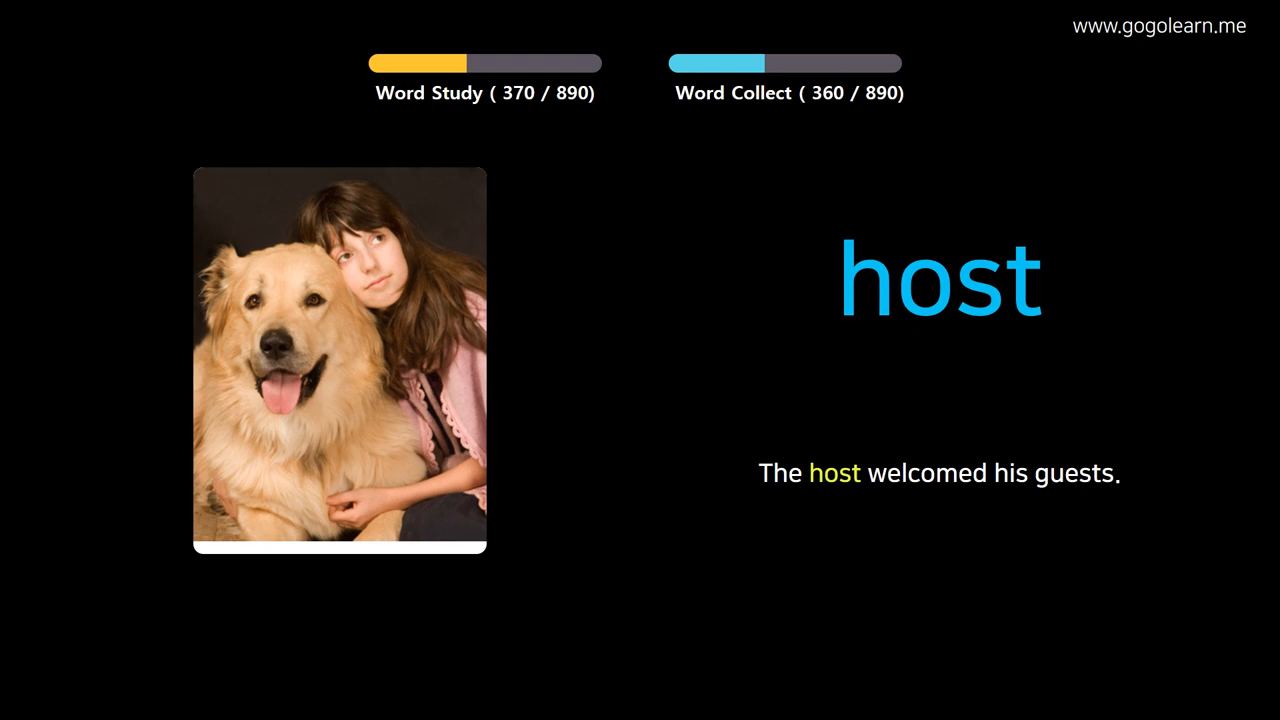 www.gogolearn.me
Word Study ( 370 / 890)
Word Collect ( 360 / 890)
host
The host welcomed his guests.